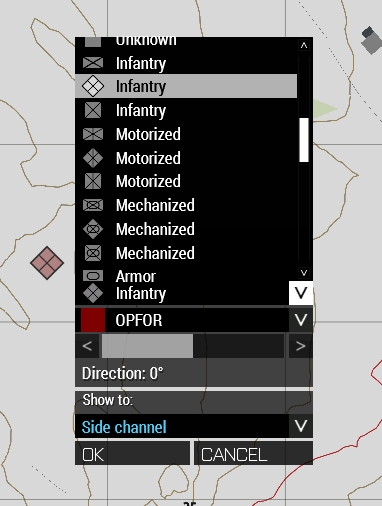 Unknown
Infantry
Infantry
Infantry
Motorized
Motorized
Motorized
Mechanized
Mechanized
Mechanized
Armor
Infantry
OPFOR
< >
Direction: 0°
Show to:
Side channel
OK CANCEL